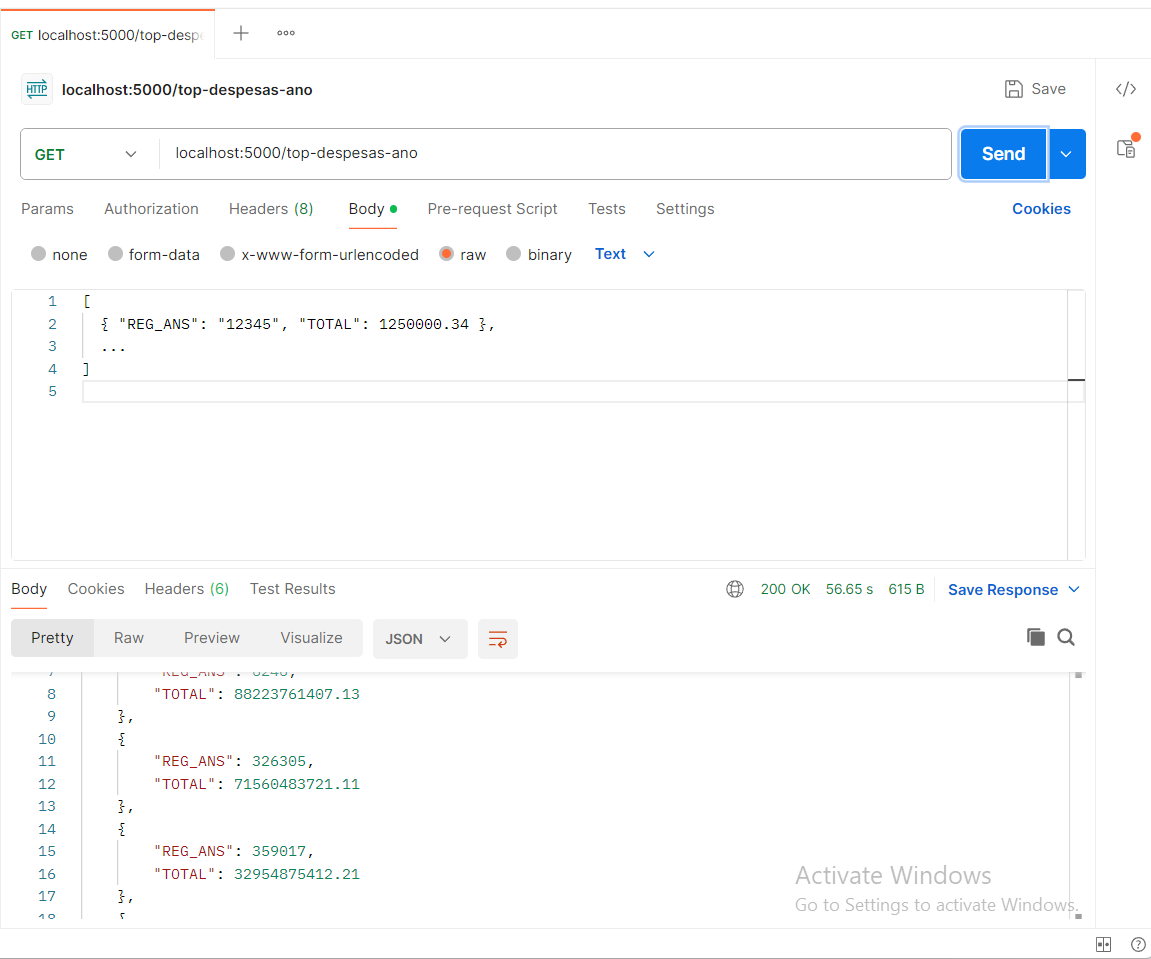 GET localhost:5000/top-desp
localhost:5000/top-despesas-ano
Save
GET localhost:5000/top-despesas-ano
Send
Params Authorization Headers (8) Body Pre-request Script Tests Settings Cookies
none form-data x-www-form-urlencoded raw binary Text
1 [
2 { "REG_ANS": "12345", "TOTAL": 1250000.34 },
3 ...
4 ]
5
Body Cookies Headers (6) Test Results 200 OK 56.65 s 615 B Save Response
Pretty Raw Preview Visualize JSON
"REG_ANS":
8 "TOTAL": 88223761407.13
9 },
10 {
11 "REG_ANS": 326305,
12 "TOTAL": 71560483721.11
13 },
14 {
15 "REG_ANS": 359017,
16 "TOTAL": 32954875412.21
17 },
18 {
Activate Windows
Go to Settings to activate Windows.